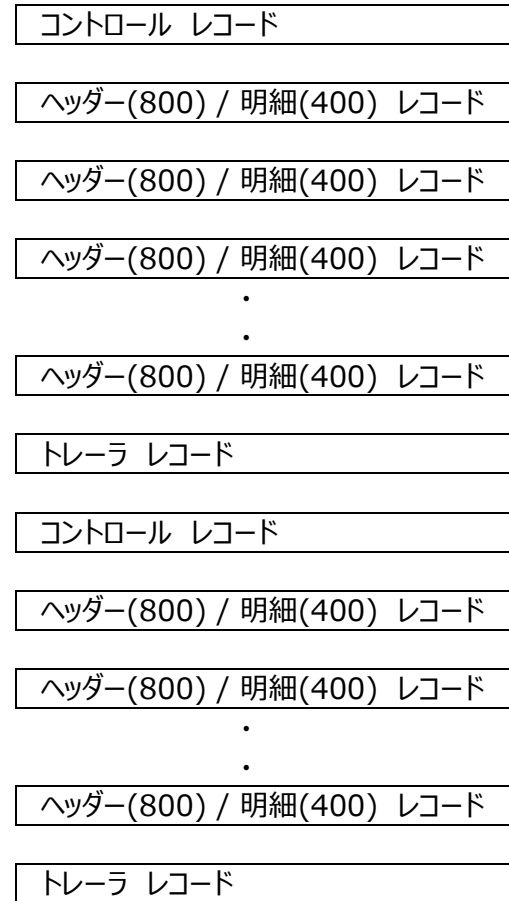 コントロール レコード
ヘッダー(800) / 明細(400) レコード
ヘッダー(800) / 明細(400) レコード
ヘッダー(800) / 明細(400) レコード
・
・
ヘッダー(800) / 明細(400) レコード
トレーラ レコード
コントロール レコード
ヘッダー(800) / 明細(400) レコード
ヘッダー(800) / 明細(400) レコード
・
・
ヘッダー(800) / 明細(400) レコード
トレーラ レコード